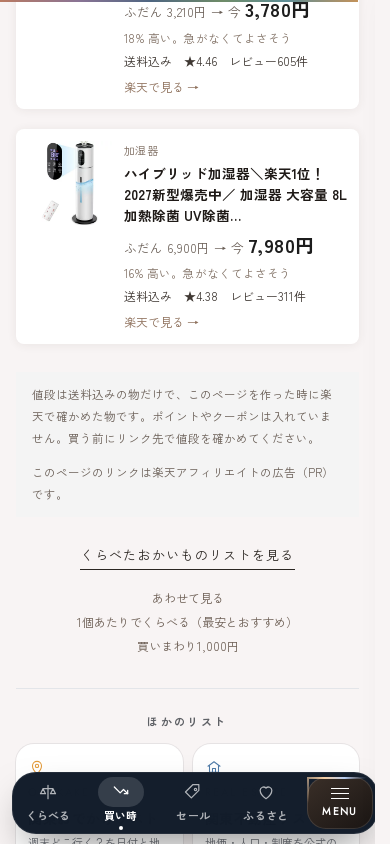 ふだん 3,210円 → 今 3,780円
18% 高い。急がなくてよさそう
送料込み ★4.46 レビュー605件
楽天で見る →
加湿器
ハイブリッド加湿器＼楽天1位！
2027新型爆売中／ 加湿器 大容量 8L
加熱除菌 UV除菌…
ふだん 6,900円 → 今 7,980円
16% 高い。急がなくてよさそう
送料込み ★4.38 レビュー311件
楽天で見る →
値段は送料込みの物だけで、このページを作った時に楽
天で確かめた物です。ポイントやクーポンは入れていま
せん。買う前にリンク先で値段を確かめてください。
このページのリンクは楽天アフィリエイトの広告（PR）
です。
くらべたおかいものリストを見る
あわせて見る
1個あたりでくらべる（最安とおすすめ）
買いまわり1,000円
ほかのリスト
くらべる 買い時 セール ふるさと MENU